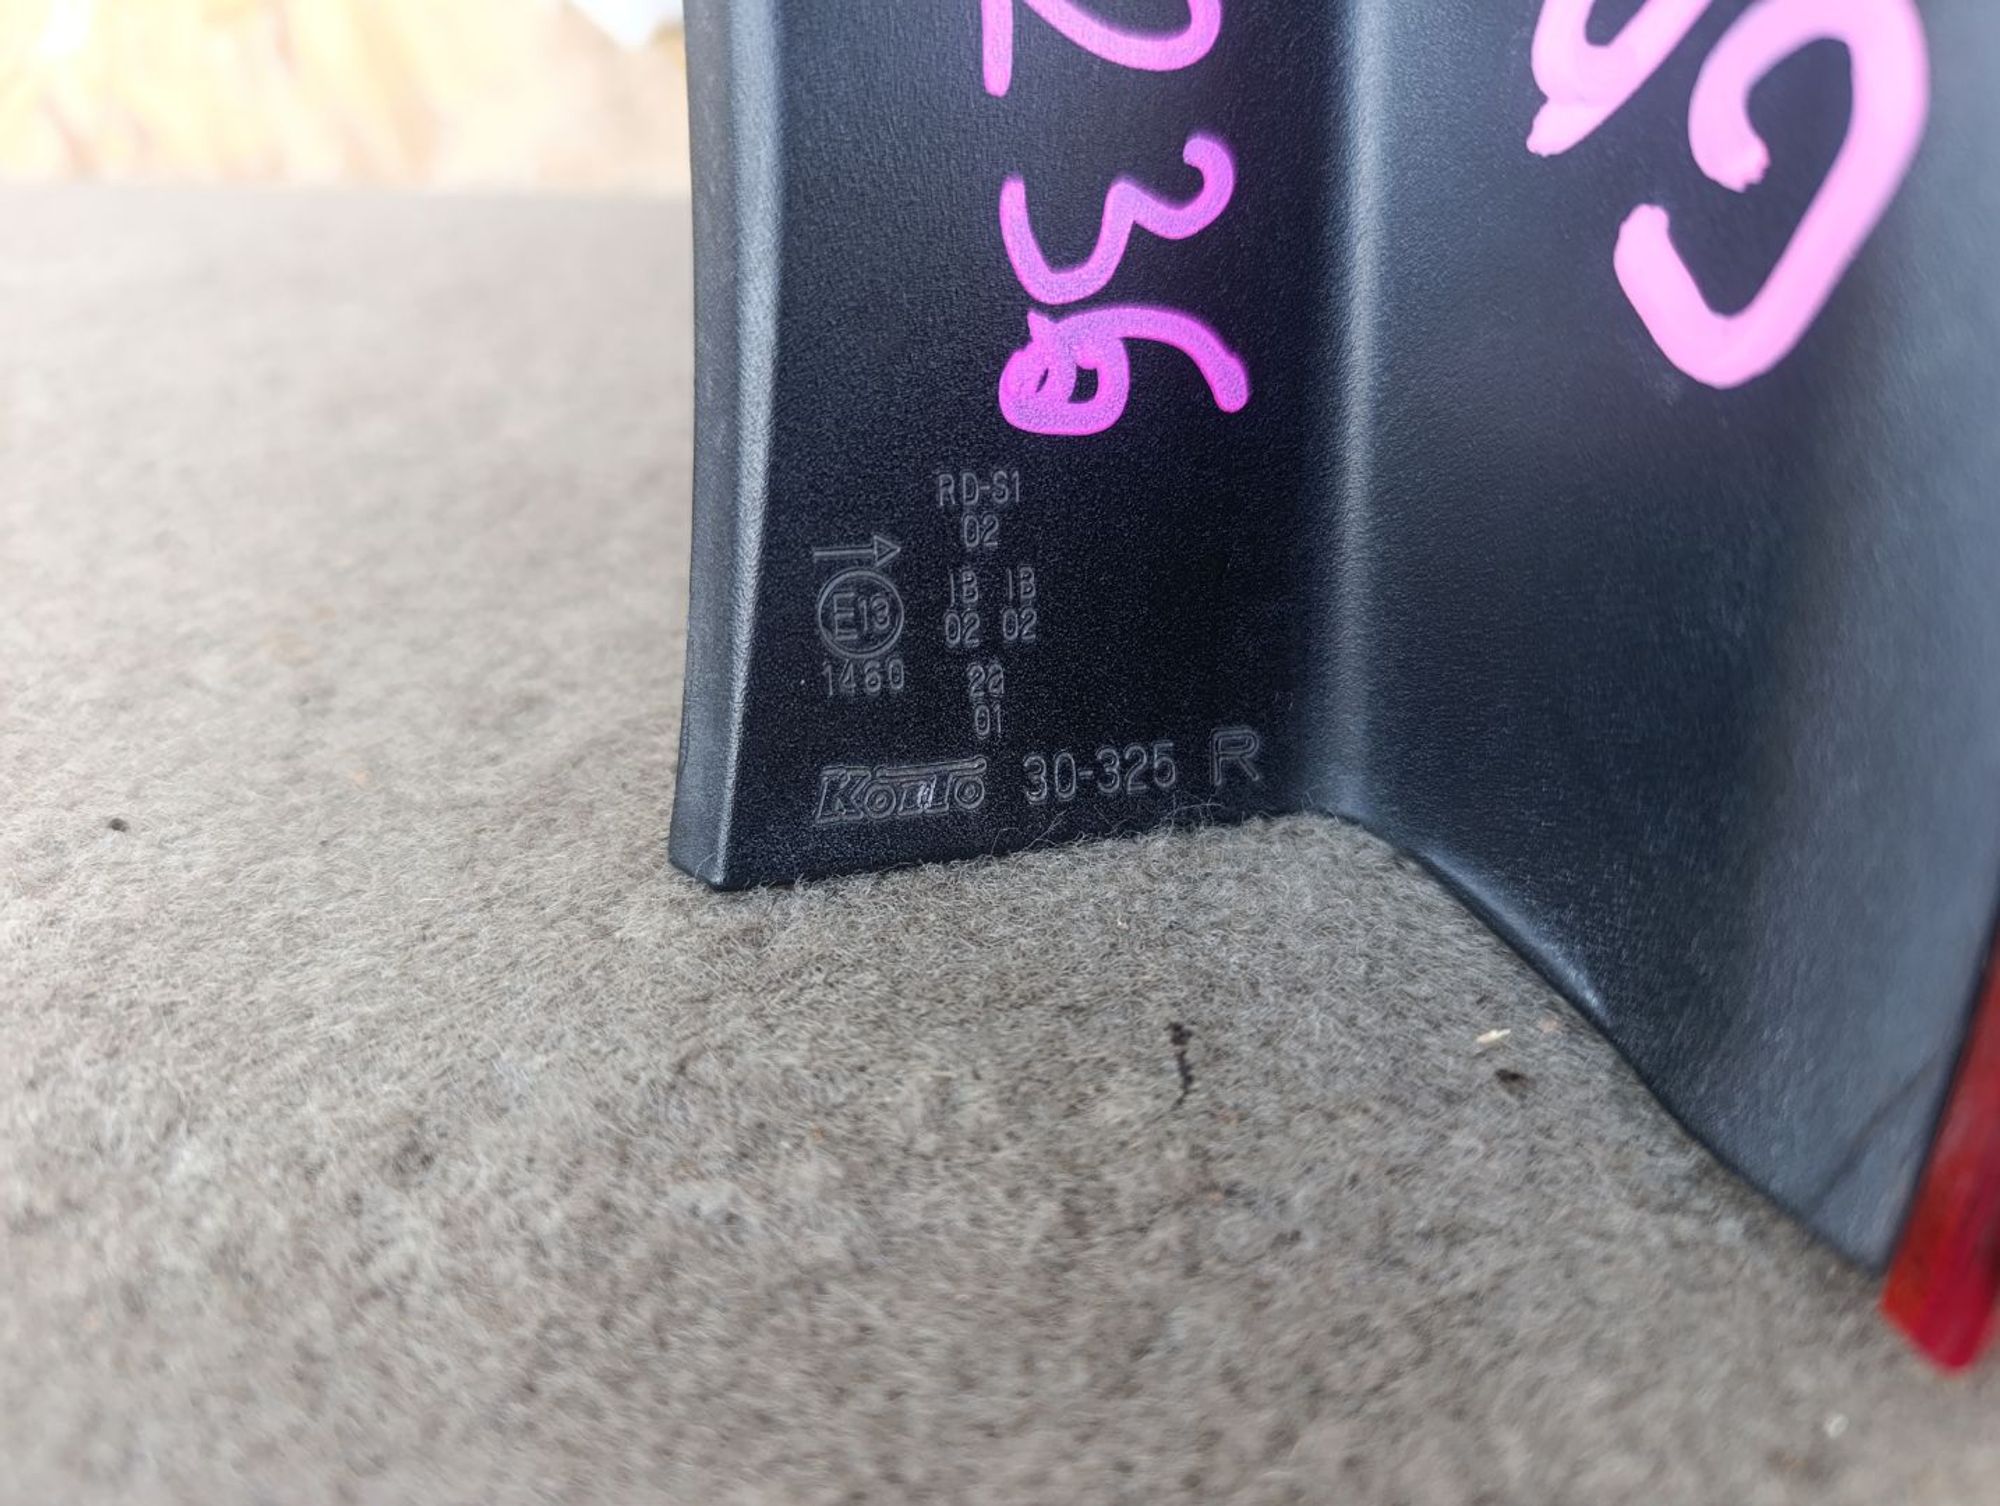 236
RD-S1
02
IB IB
02 02
E13
1460
2a
01
KOITO 30-325 R